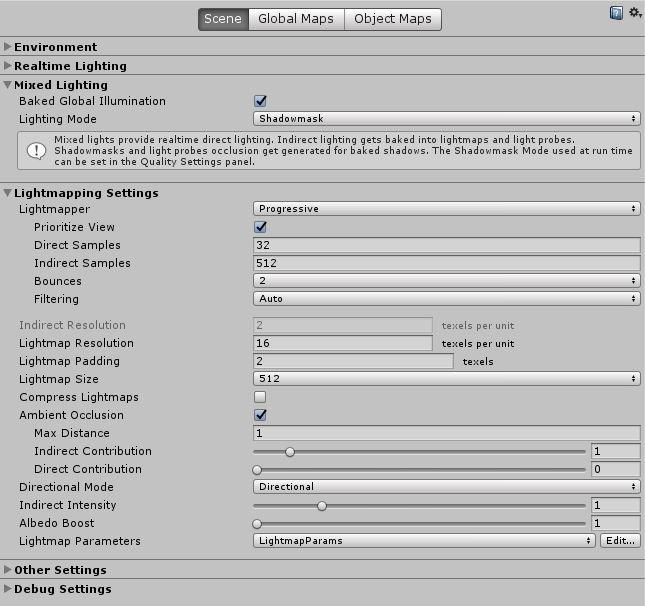 Scene Global Maps Object Maps
Environment
Realtime Lighting
Mixed Lighting
Baked Global Illumination
Lighting Mode Shadowmask
Mixed lights provide realtime direct lighting. Indirect lighting gets baked into lightmaps and light probes.
Shadowmasks and light probes occlusion get generated for baked shadows. The Shadowmask Mode used at run time
can be set in the Quality Settings panel.
Lightmapping Settings
Lightmapper Progressive
Prioritize View
Direct Samples 32
Indirect Samples 512
Bounces 2
Filtering Auto
Indirect Resolution 2 texels per unit
Lightmap Resolution 16 texels per unit
Lightmap Padding 2 texels
Lightmap Size 512
Compress Lightmaps
Ambient Occlusion
Max Distance 1
Indirect Contribution 1
Direct Contribution 0
Directional Mode Directional
Indirect Intensity 1
Albedo Boost 1
Lightmap Parameters LightmapParams Edit...
Other Settings
Debug Settings